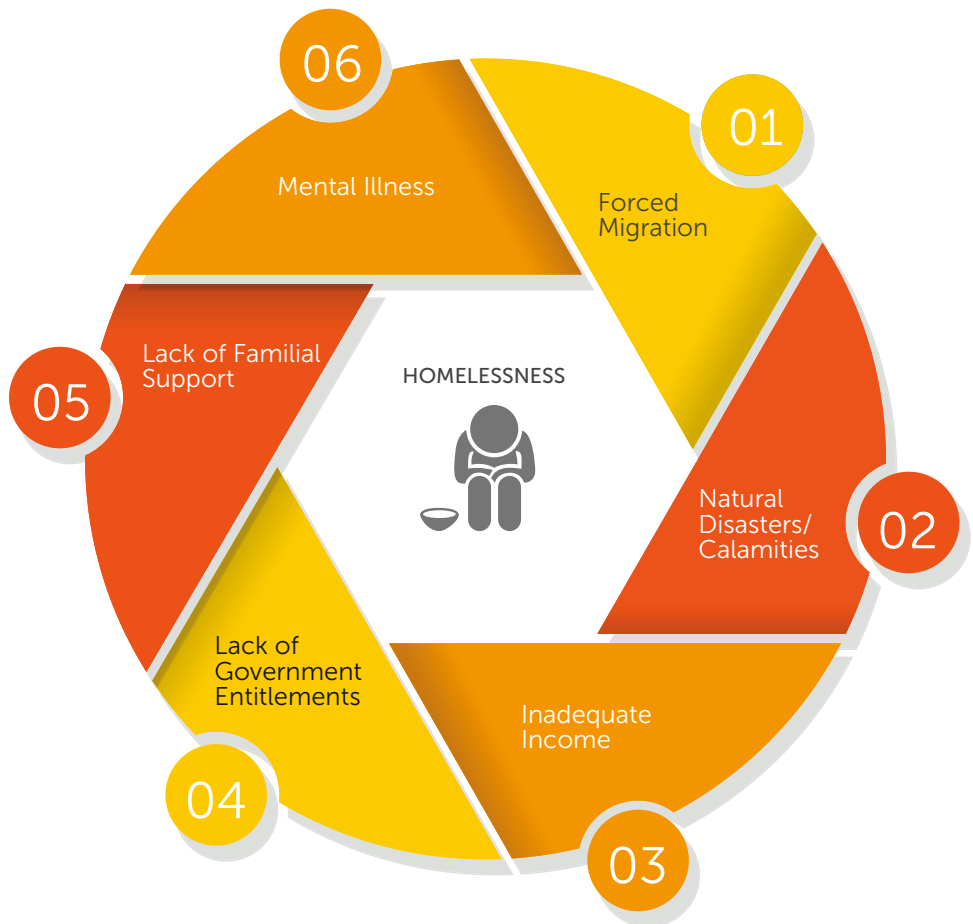 HOMELESSNESS
01
Forced
Migration
02
Natural
Disasters/
Calamities
03
Inadequate
Income
04
Lack of
Government
Entitlements
05
Lack of Familial
Support
06
Mental Illness